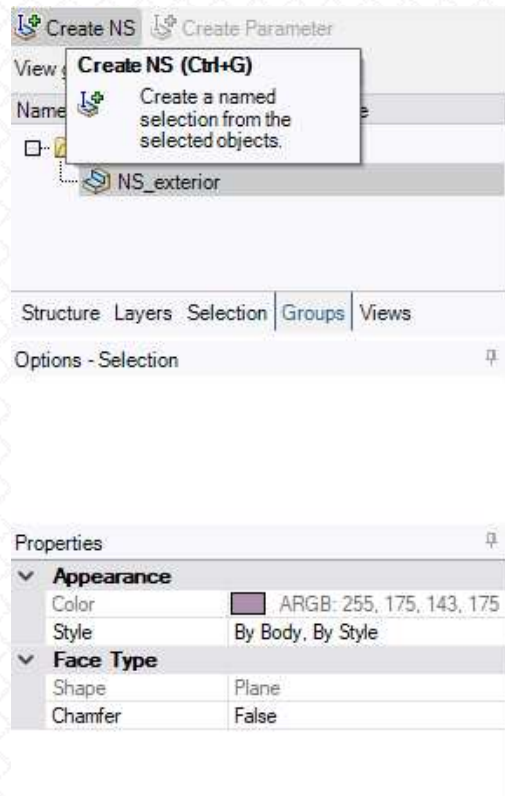 Create NS Create Parameter
View
Create NS (Ctrl+G)
Create a named
selection from the
selected objects.
Name
NS_exterior
Structure Layers Selection Groups Views
Options - Selection
Properties
Appearance
Color ARGB: 255, 175, 143, 175
Style By Body, By Style
Face Type
Shape Plane
Chamfer False